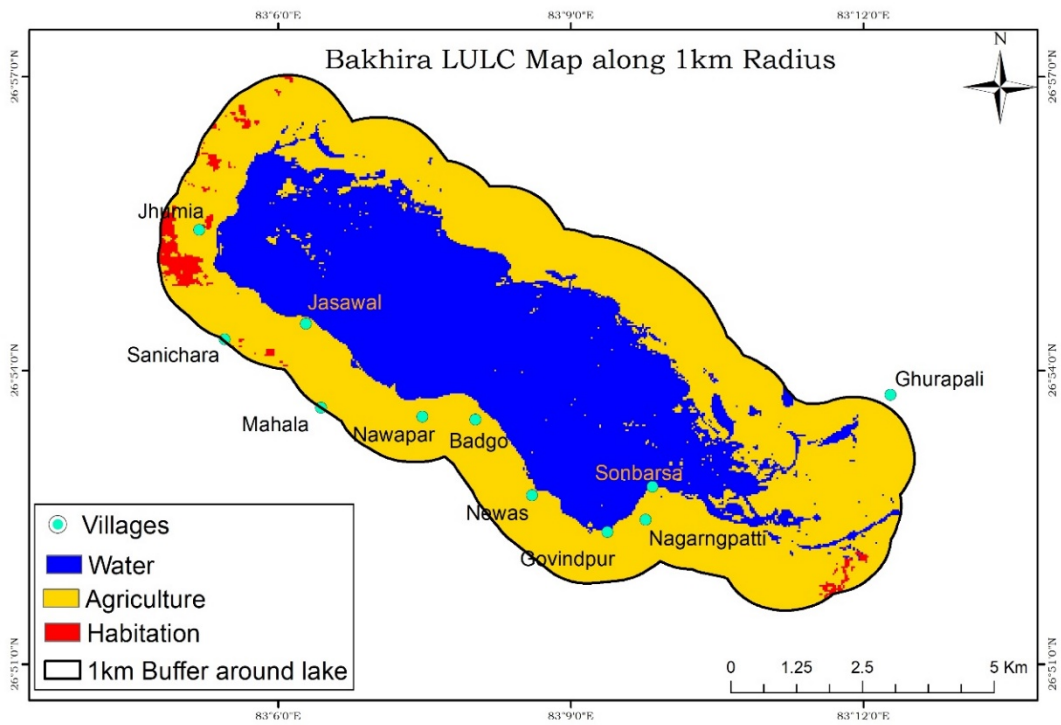 83°6'0"E 83°9'0"E 83°12'0"E
Bakhira LULC Map along 1km Radius
N
26°57'0"N 26°57'0"N
Jhumia
Jasawal
Sanichara
26°54'0"N 26°54'0"N
Ghurapali
Mahala
Nawapar
Badgo
Sonbarsa
Newas
Nagarngpatti
Govindpur
Villages
Water
Agriculture
Habitation
1km Buffer around lake
26°51'0"N 26°51'0"N
0 1.25 2.5 5 Km
83°6'0"E 83°9'0"E 83°12'0"E